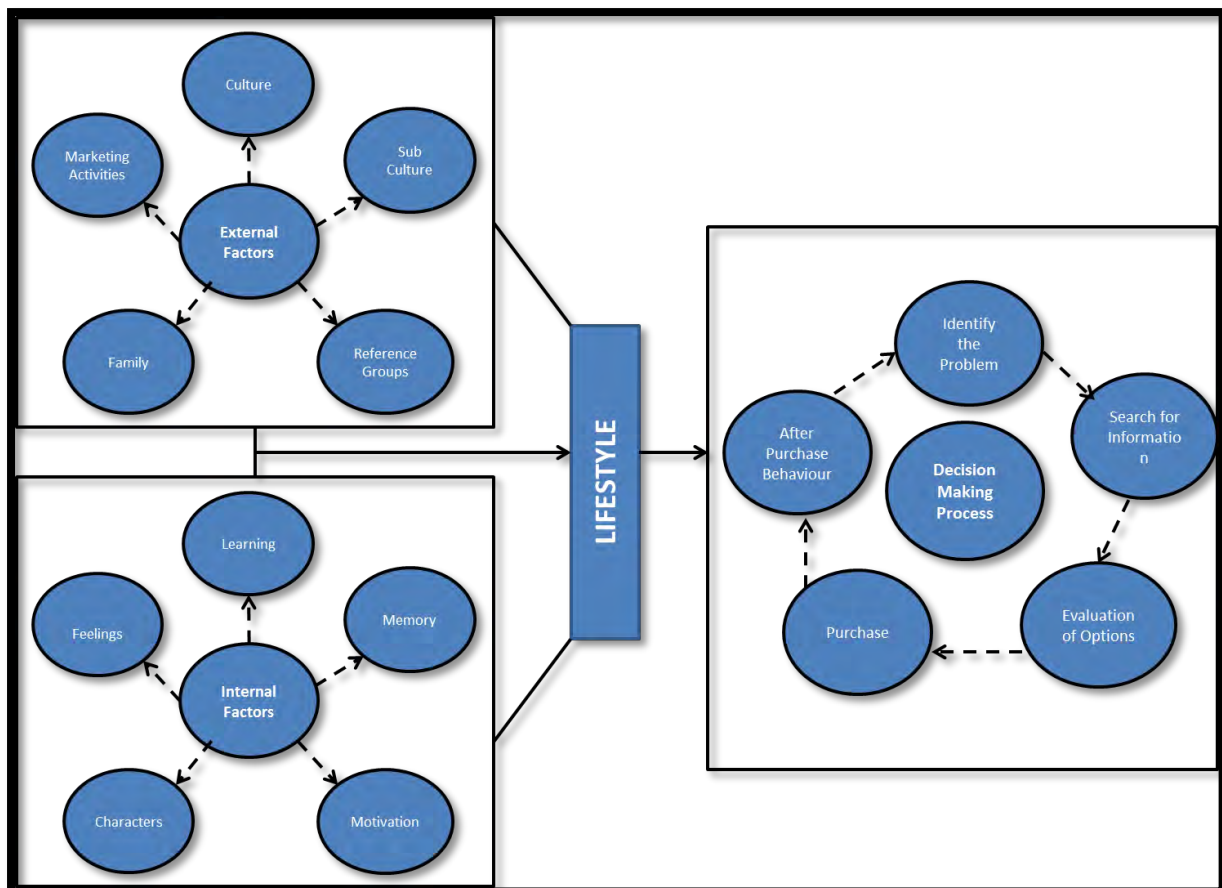 Culture
Marketing
Activities
Sub
Culture
External
Factors
Family
Reference
Groups
Learning
Feelings
Memory
Internal
Factors
Characters
Motivation
LIFESTYLE
Identify
the
Problem
Search for
Informatio
n
After
Purchase
Behaviour
Decision
Making
Process
Evaluation
of Options
Purchase